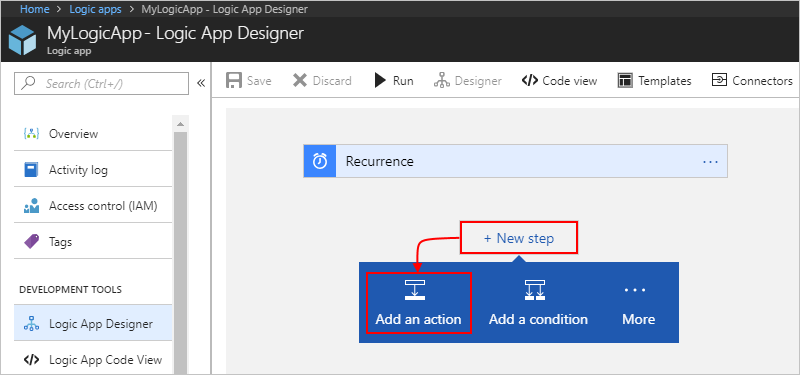 Home > Logic apps > MyLogicApp - Logic App Designer
MyLogicApp - Logic App Designer
Logic app
Search (Ctrl+/)
«
Save
Discard
Run
Designer
Code view
Templates
Connectors
Overview
Activity log
Access control (IAM)
Tags
DEVELOPMENT TOOLS
Logic App Designer
Logic App Code View
Recurrence
...
+ New step
Add an action
Add a condition
...
More